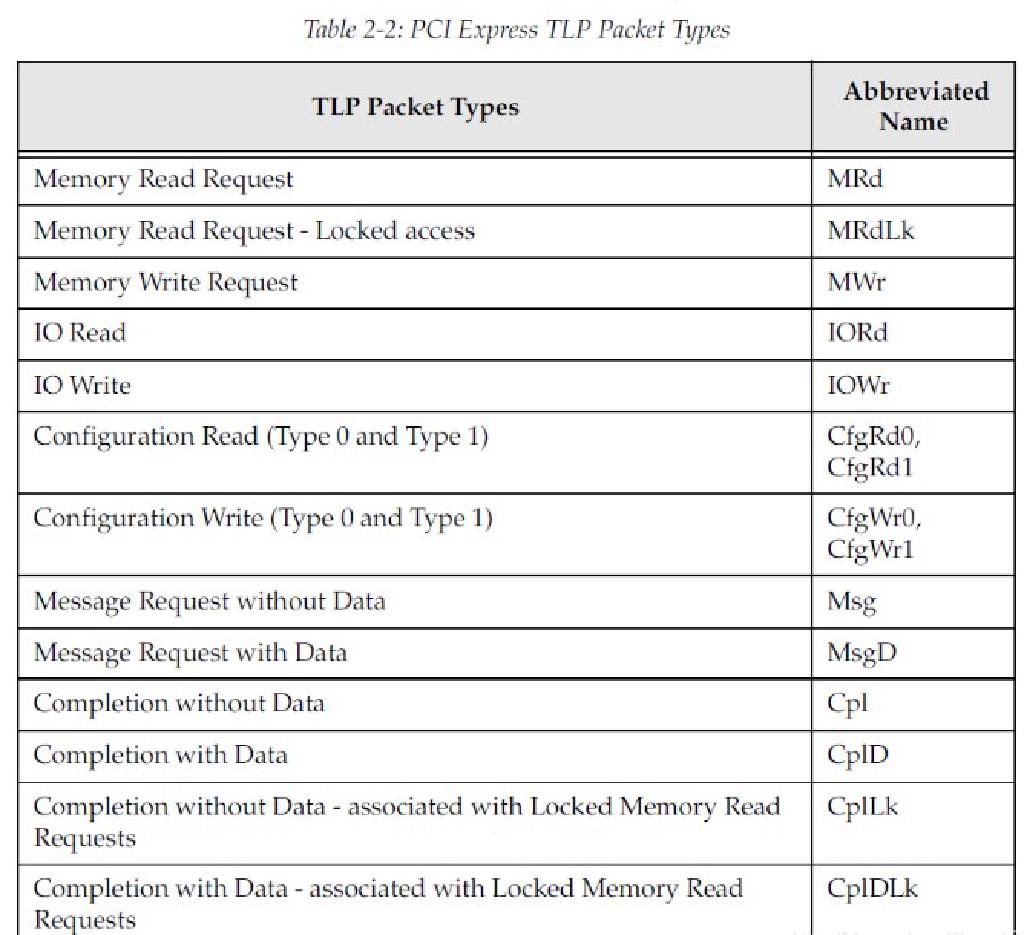 Table 2-2: PCI Express TLP Packet Types
TLP Packet Types
Abbreviated
Name
Memory Read Request
MRd
Memory Read Request - Locked access
MRdLk
Memory Write Request
MWr
IO Read
IORd
IO Write
IOWr
Configuration Read (Type 0 and Type 1)
CfgRd0,
CfgRd1
Configuration Write (Type 0 and Type 1)
CfgWr0,
CfgWr1
Message Request without Data
Msg
Message Request with Data
MsgD
Completion without Data
Cpl
Completion with Data
CplD
Completion without Data - associated with Locked Memory Read
Requests
CplLk
Completion with Data - associated with Locked Memory Read
Requests
CplDLk